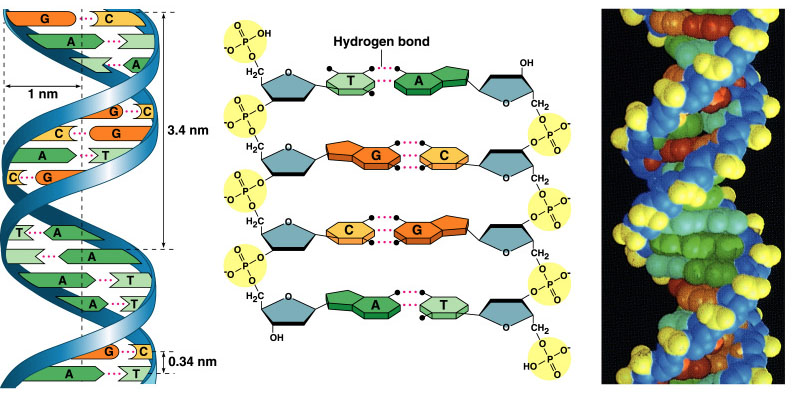 G C
A
A
1 nm
G C
C G
A T
C G
T A
A
A T
A T
G C
A T
3.4 nm
0.34 nm
Hydrogen bond
O
-O P OH
O
H2C
O
T A
OH
O
CH2
O
-O P O
O
H2C
O
G C
O
O
O P O-
O
CH2
O
-O P O
O
H2C
O
C G
O
O
O P O-
O
CH2
O
-O P O
O
H2C
O
OH
A T
O
O
O P O-
O
CH2
O
HO P O-
O